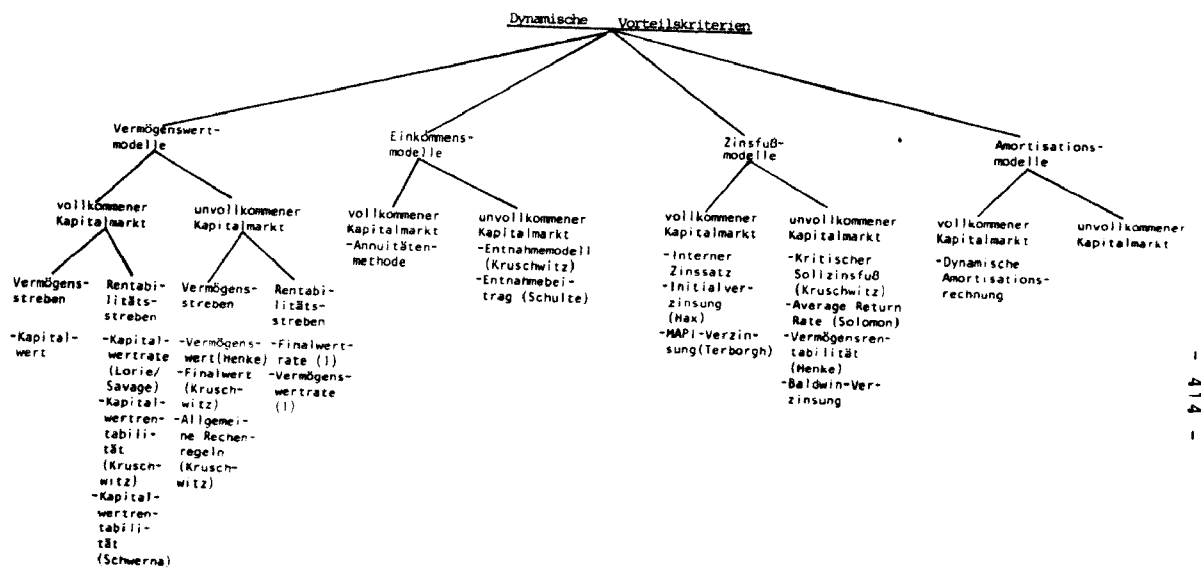 Dynamische Vorteilskriterien
Vermögenswert-
modelle
vollkommener
Kapitalmarkt
Vermögens-
streben
-Kapital-
wert
Rentabi-
litäts-
streben
-Kapital-
wertrate
(Lorie/
Savage)
-Kapital-
wertrentabi-
lität
(Krusch-
witz)
-Kapital-
wertren-
tabili-
tät
(Schwerna)
unvollkommener
Kapitalmarkt
Vermögens-
streben
-Vermögens-
wert(Henke)
-Finalwert
(Krusch-
witz)
-Allgemei-
ne Rechen-
regeln
(Krusch-
witz)
Rentabi-
litäts-
streben
-Finalwert-
rate (!)
-Vermögens-
wertrate
(!)
Einkommens-
modelle
vollkommener
Kapitalmarkt
-Annuitäten-
methode
unvollkommener
Kapitalmarkt
-Entnahmemodell
(Kruschwitz)
-Entnahmebei-
trag (Schulte)
Zinsfuß-
modelle
vollkommener
Kapitalmarkt
-Interner
Zinssatz
-Initialver-
zinsung
(Hax)
-MAPI-Verzin-
sung(Terborgh)
unvollkommener
Kapitalmarkt
-Kritischer
Sollzinsfuß
(Kruschwitz)
-Average Return
Rate (Solomon)
-Vermögensren-
tabilität
(Henke)
-Baldwin-Ver-
zinsung
Amortisations-
modelle
vollkommener
Kapitalmarkt
-Dynamische
Amortisations-
rechnung
unvollkommener
Kapitalmarkt
- 414 -